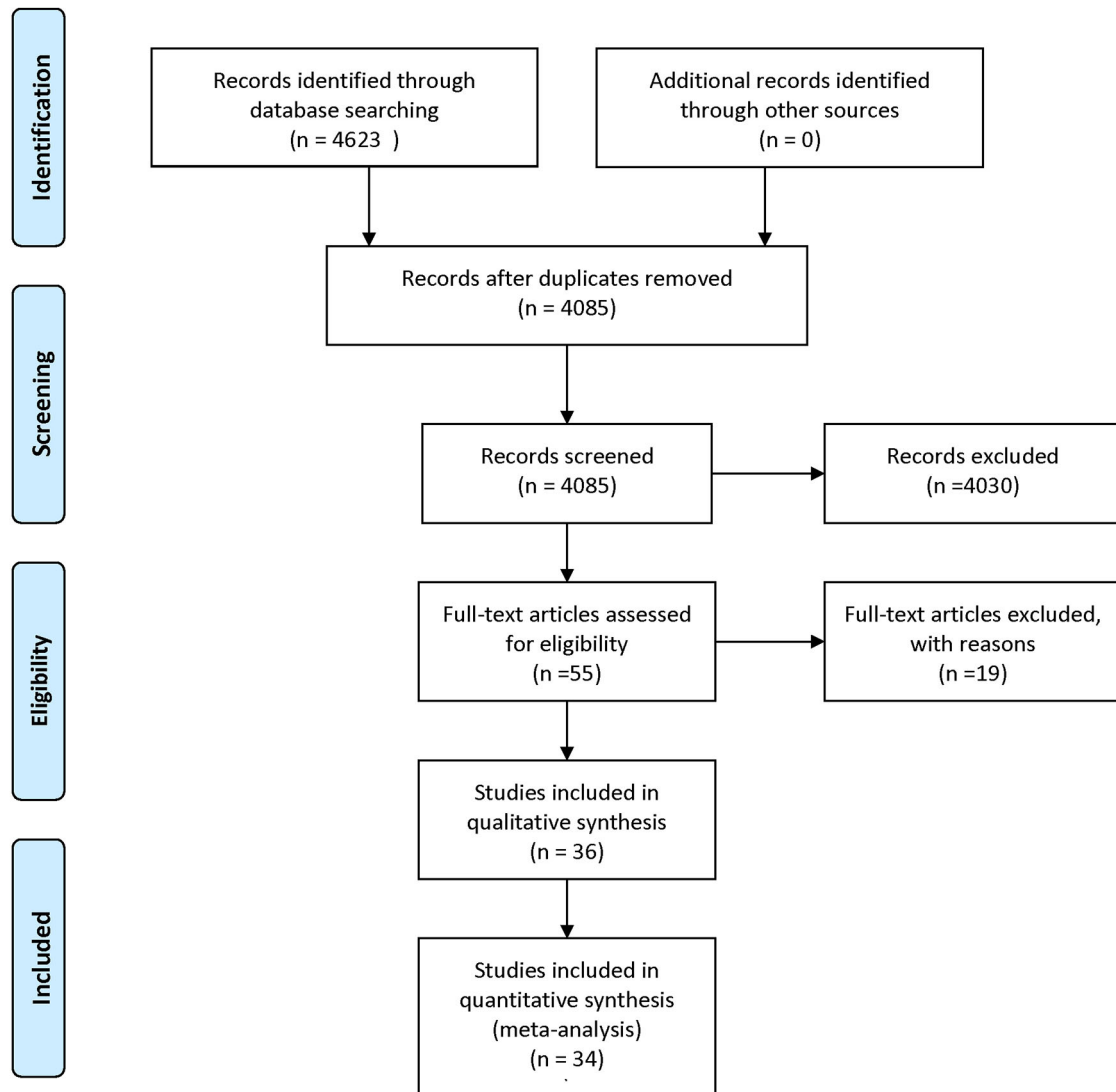 Identification
Records identified through
database searching
(n = 4623 )
Additional records identified
through other sources
(n = 0)
Screening
Records after duplicates removed
(n = 4085)
Records screened
(n = 4085)
Records excluded
(n =4030)
Eligibility
Full-text articles assessed
for eligibility
(n =55)
Full-text articles excluded,
with reasons
(n =19)
Studies included in
qualitative synthesis
(n = 36)
Included
Studies included in
quantitative synthesis
(meta-analysis)
(n = 34)